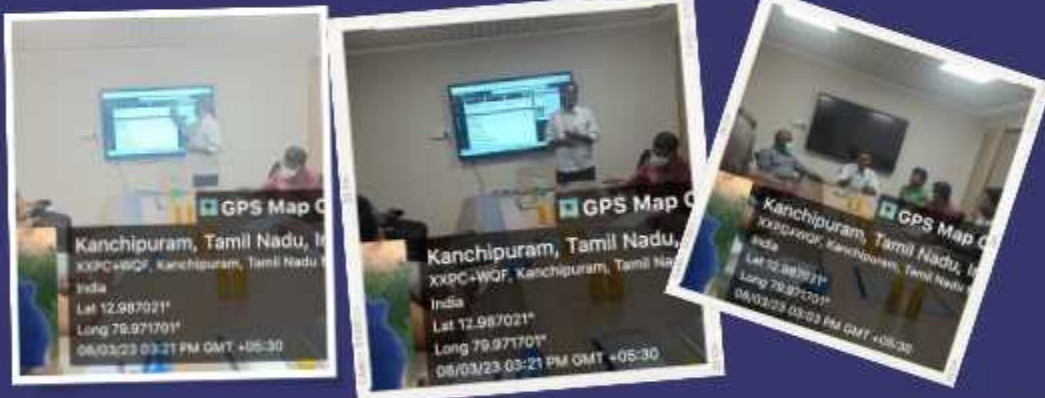 GPS Map C
Kanchipuram, Tamil Nadu, In
XXPC+WQF, Kanchipuram, Tamil Nadu
India
Lat 12.987021°
Long 79.971701°
08/03/23 03:21 PM GMT +05:30
GPS Map C
Kanchipuram, Tamil Nadu,
XXPC+WQF, Kanchipuram, Tamil Na
India
Lat 12.987021°
Long 79.971701°
08/03/23 03:21 PM GMT +05:30
GPS Map C
Kanchipuram, Tamil Nadu, I
XXPC+WQF, Kanchipuram, Tamil Nadu
India
Lat 12.987021°
Long 79.971701°
08/03/23 03:03 PM GMT +05:30